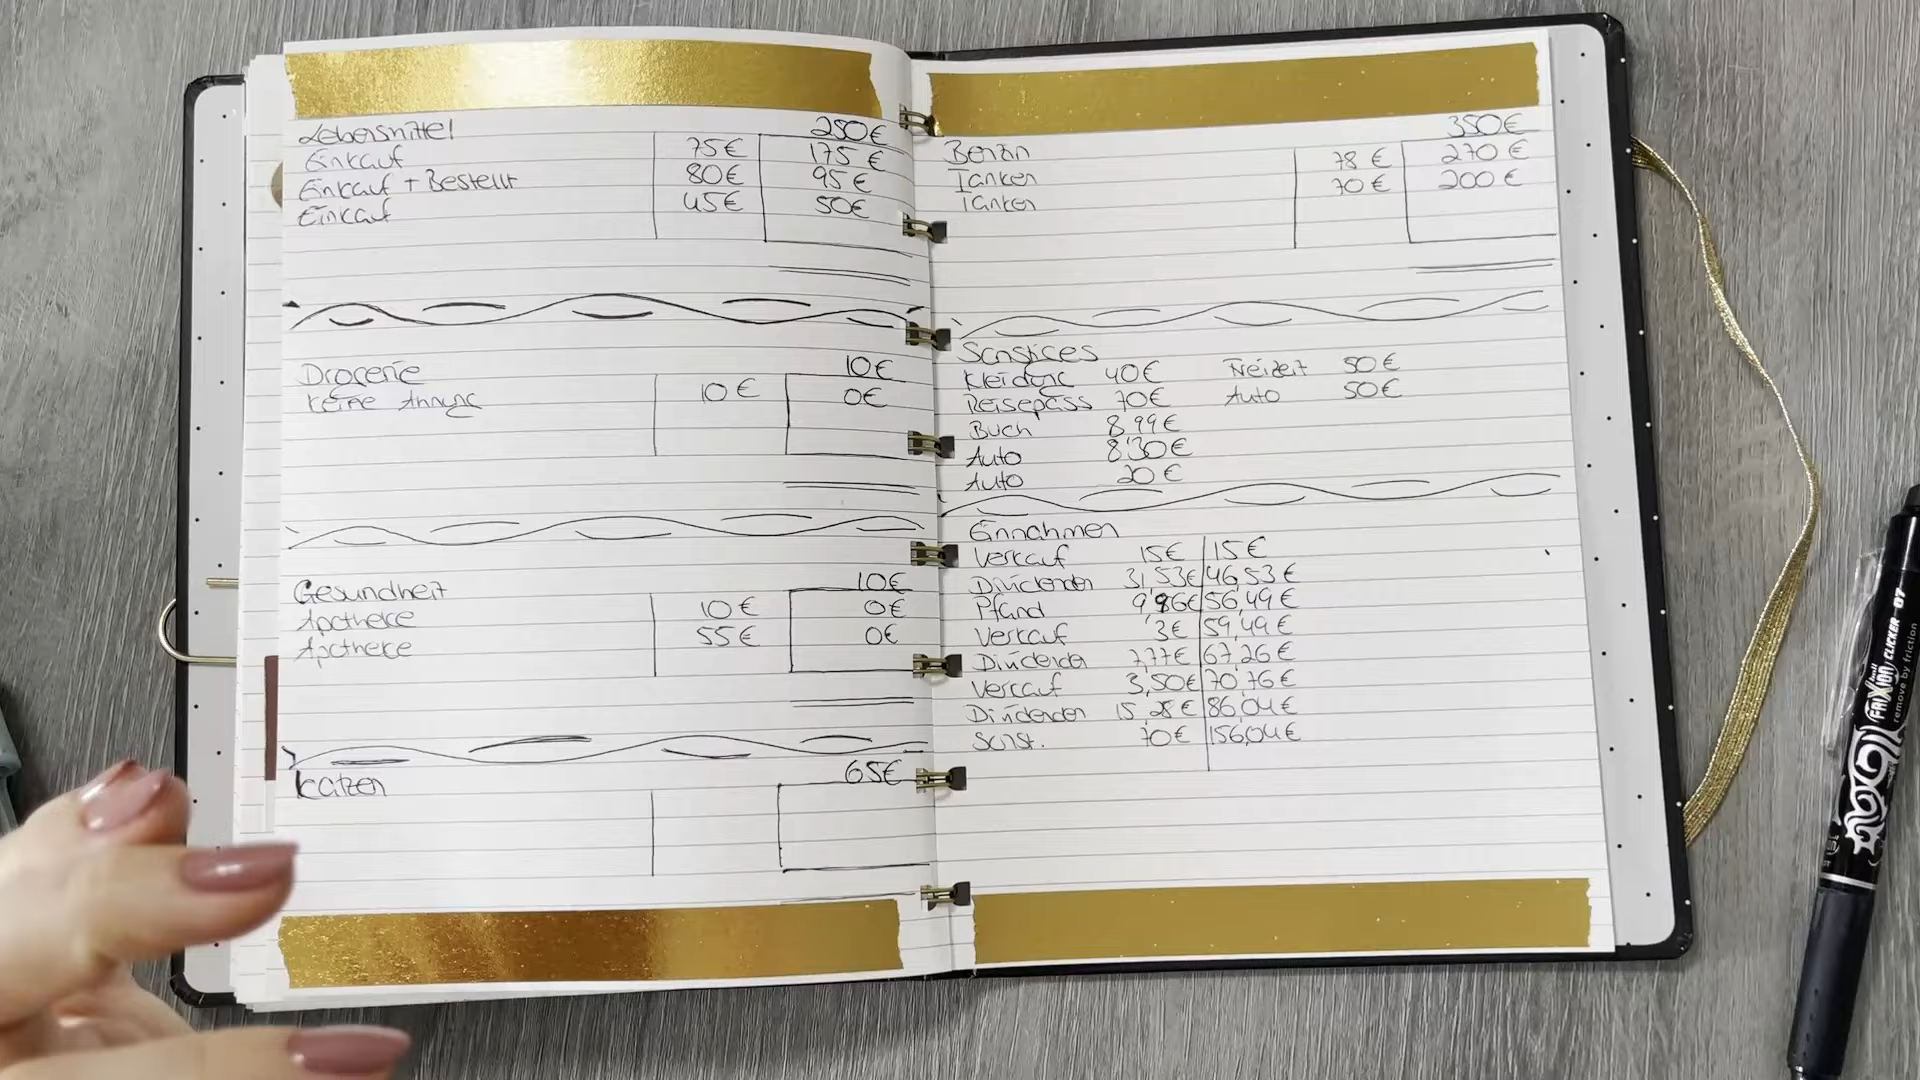 Lebensmittel 250€
Einkauf 75€ 175€
Einkauf + Bestellt 80€ 95€
Einkauf 45€ 50€
Drogerie 10€
Keine Ahnung 10€ 0€
Gesundheit 10€
Apotheke 10€ 0€
Apotheke 55€ 0€
Katzen 65€
350€
Benzin 78€ 270€
Tanken 70€ 200€
Tanken
Sonstiges
Kleidung 40€ Freizeit 50€
Reisepass 70€ Auto 50€
Buch 8,99€
Auto 8,30€
Auto 20€
Einnahmen
Verkauf 15€ 15€
Dividenden 31,53€ 46,53€
Pfand 9,96€ 56,49€
Verkauf 3€ 59,49€
Dividenden 7,77€ 67,26€
Verkauf 3,50€ 70,76€
Dividenden 15,28€ 86,04€
Sonst. 70€ 156,04€
FRIXION ball CLICKER 07
remove by friction